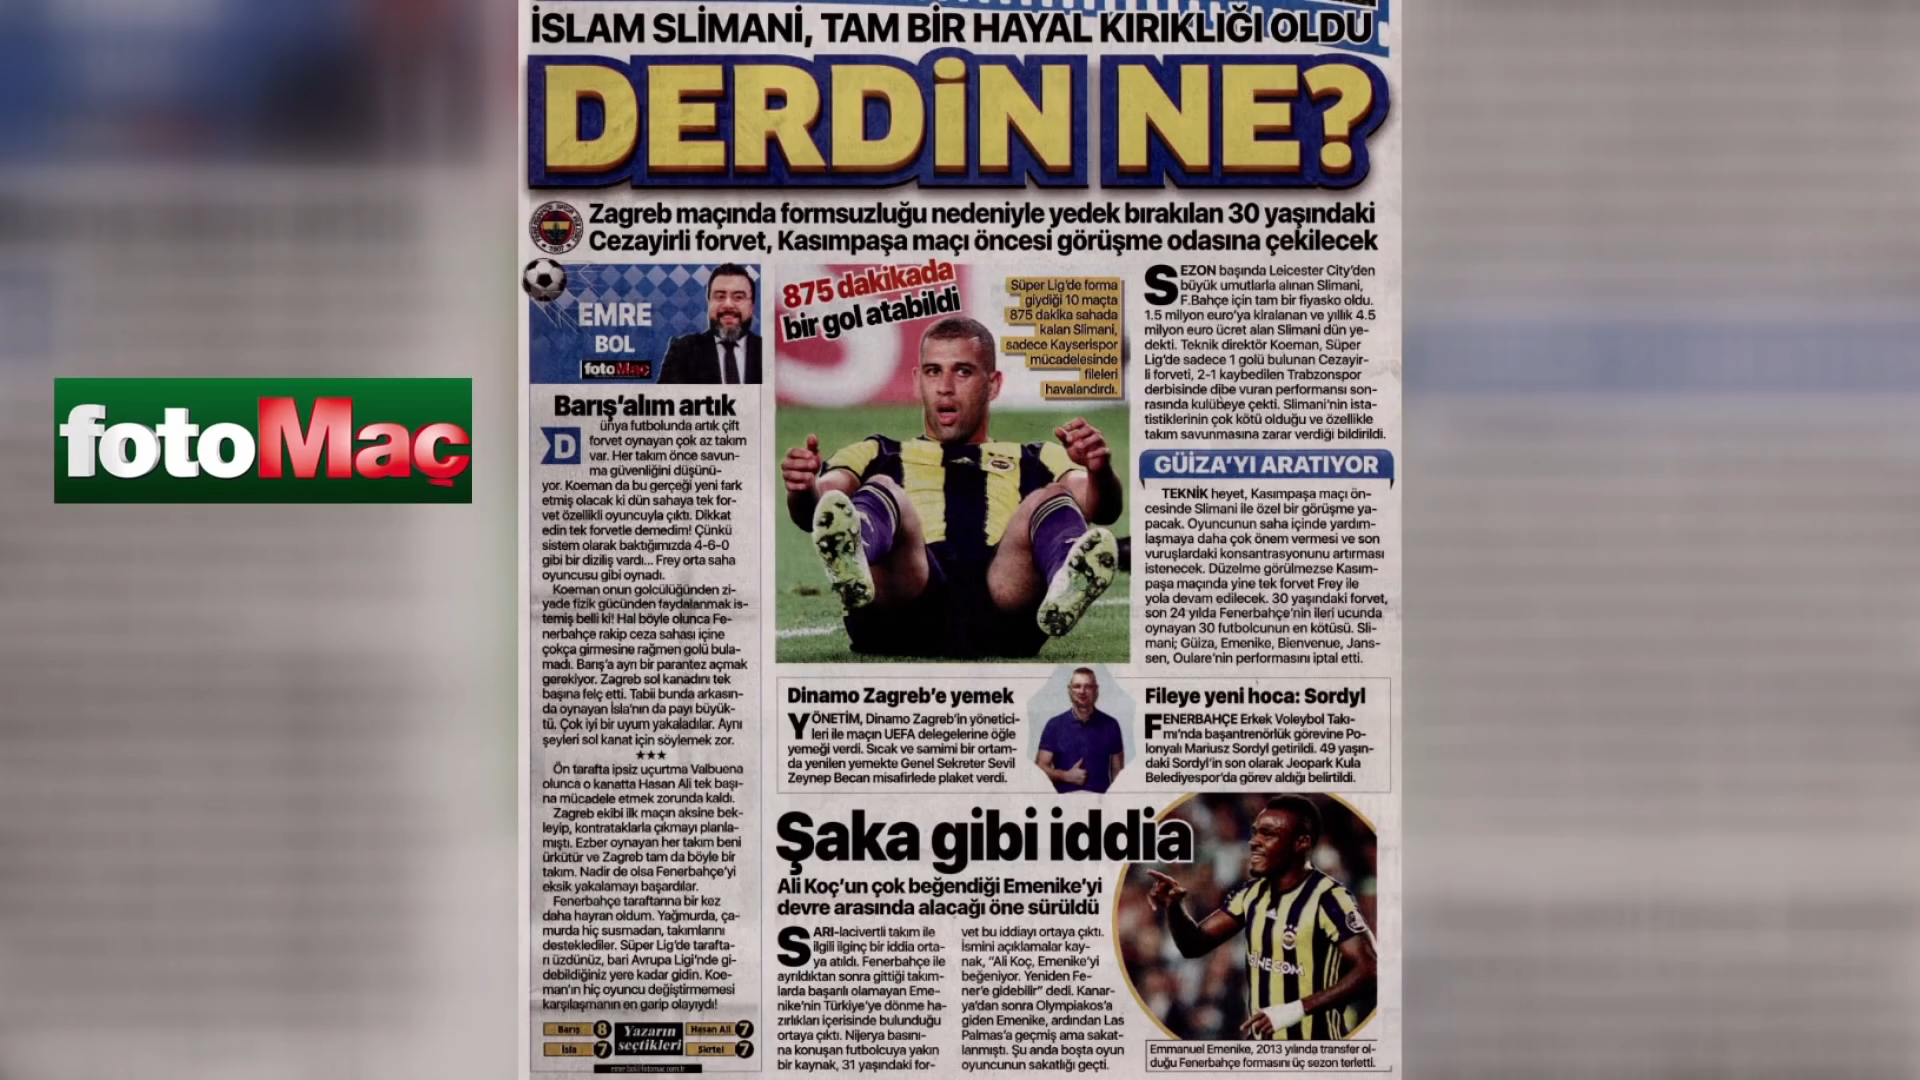 fotoMaç
İSLAM SLİMANİ, TAM BİR HAYAL KIRIKLIĞI OLDU
DERDİN NE?
Zagreb maçında formsuzluğu nedeniyle yedek bırakılan 30 yaşındaki
Cezayirli forvet, Kasımpaşa maçı öncesi görüşme odasına çekilecek
EMRE
BOL
fotoMaç
Barış'alım artık
Dünya futbolunda artık çift
forvet oynayan çok az takım
var. Her takım önce savun-
ma güvenliğini düşünü-
yor. Koeman da bu gerçeği yeni fark
etmiş olacak ki dün sahaya tek for-
vet özellikli oyuncuyla çıktı. Dikkat
edin tek forvetle demedim! Çünkü
sistem olarak baktığımızda 4-6-0
gibi bir diziliş vardı... Frey orta saha
oyuncusu gibi oynadı.
Koeman onun golcülüğünden zi-
yade fizik gücünden faydalanmak is-
temiş belli ki! Hal böyle olunca Fe-
nerbahçe rakip ceza sahası içine
çokça girmesine rağmen golü bula-
madı. Barış'a ayrı bir parantez açmak
gerekiyor. Zagreb sol kanadını tek
başına felç etti. Tabii bunda arkasın-
da oynayan İsla'nın da payı büyük-
tü. Çok iyi bir uyum yakaladılar. Aynı
şeyleri sol kanat için söylemek zor.
★★★
Ön tarafta ipsiz uçurtma Valbuena
olunca o kanatta Hasan Ali tek başı-
na mücadele etmek zorunda kaldı.
Zagreb ekibi ilk maçın aksine bek-
leyip, kontrataklarla çıkmayı planla-
mıştı. Ezber oynayan her takım beni
ürkütür ve Zagreb tam da böyle bir
takım. Nadir de olsa Fenerbahçe'yi
eksik yakalamayı başardılar.
Fenerbahçe taraftarına bir kez
daha hayran oldum. Yağmurda, ça-
murda hiç susmadan, takımlarını
desteklediler. Süper Lig'de tarafta-
rı üzdünüz, bari Avrupa Ligi'nde gi-
debildiğiniz yere kadar gidin. Koe-
man'ın hiç oyuncu değiştirmemesi
karşılaşmanın en garip olayıydı!
Barış 8
İsla 7
Yazarın
seçtikleri
Hasan Ali 7
Skrtel 7
emre.bol@fotomac.com.tr
875 dakikada
bir gol atabildi
Süper Lig'de forma
giydiği 10 maçta
875 dakika sahada
kalan Slimani,
sadece Kayserispor
mücadelesinde
fileleri
havalandırdı.
SEZON başında Leicester City'den
büyük umutlarla alınan Slimani,
F.Bahçe için tam bir fiyasko oldu.
1.5 milyon euro'ya kiralanan ve yıllık 4.5
milyon euro ücret alan Slimani dün ye-
dekti. Teknik direktör Koeman, Süper
Lig'de sadece 1 golü bulunan Cezayir-
li forveti, 2-1 kaybedilen Trabzonspor
derbisinde dibe vuran performansı son-
rasında kulübeye çekti. Slimani'nin ista-
tistiklerinin çok kötü olduğu ve özellikle
takım savunmasına zarar verdiği bildirildi.
GÜİZA'YI ARATIYOR
TEKNİK heyet, Kasımpaşa maçı ön-
cesinde Slimani ile özel bir görüşme ya-
pacak. Oyuncunun saha içinde yardım-
laşmaya daha çok önem vermesi ve son
vuruşlardaki konsantrasyonunu artırması
istenecek. Düzelme görülmezse Kasım-
paşa maçında yine tek forvet Frey ile
yola devam edilecek. 30 yaşındaki forvet,
son 24 yılda Fenerbahçe'nin ileri ucunda
oynayan 30 futbolcunun en kötüsü. Sli-
mani; Güiza, Emenike, Bienvenue, Jans-
sen, Oulare'nin performasını iptal etti.
Dinamo Zagreb'e yemek
YÖNETİM, Dinamo Zagreb'in yönetici-
leri ile maçın UEFA delegelerine öğle
yemeği verdi. Sıcak ve samimi bir ortam-
da yenilen yemekte Genel Sekreter Sevil
Zeynep Becan misafirlede plaket verdi.
Fileye yeni hoca: Sordyl
FENERBAHÇE Erkek Voleybol Takı-
mı'nda başantrenörlük görevine Po-
lonyalı Mariusz Sordyl getirildi. 49 yaşın-
daki Sordyl'in son olarak Jeopark Kula
Belediyespor'da görev aldığı belirtildi.
Şaka gibi iddia
Ali Koç'un çok beğendiği Emenike'yi
devre arasında alacağı öne sürüldü
SARI-lacivertli takım ile
ilgili ilginç bir iddia orta-
ya atıldı. Fenerbahçe ile
ayrıldıktan sonra gittiği takım-
larda başarılı olamayan Eme-
nike'nin Türkiye'ye dönme ha-
zırlıkları içerisinde bulunduğu
ortaya çıktı. Nijerya basını-
na konuşan futbolcuya yakın
bir kaynak, 31 yaşındaki for-
vet bu iddiayı ortaya çıktı.
İsmini açıklamalar kay-
nak, "Ali Koç, Emenike'yi
beğeniyor. Yeniden Fe-
ner'e gidebilir" dedi. Kanar-
ya'dan sonra Olympiakos'a
giden Emenike, ardından Las
Palmas'a geçmiş ama sakat-
lanmıştı. Şu anda boşta oyun
oyuncunun sakatlığı geçti.
Emmanuel Emenike, 2013 yılında transfer ol-
duğu Fenerbahçe formasını üç sezon terletti.